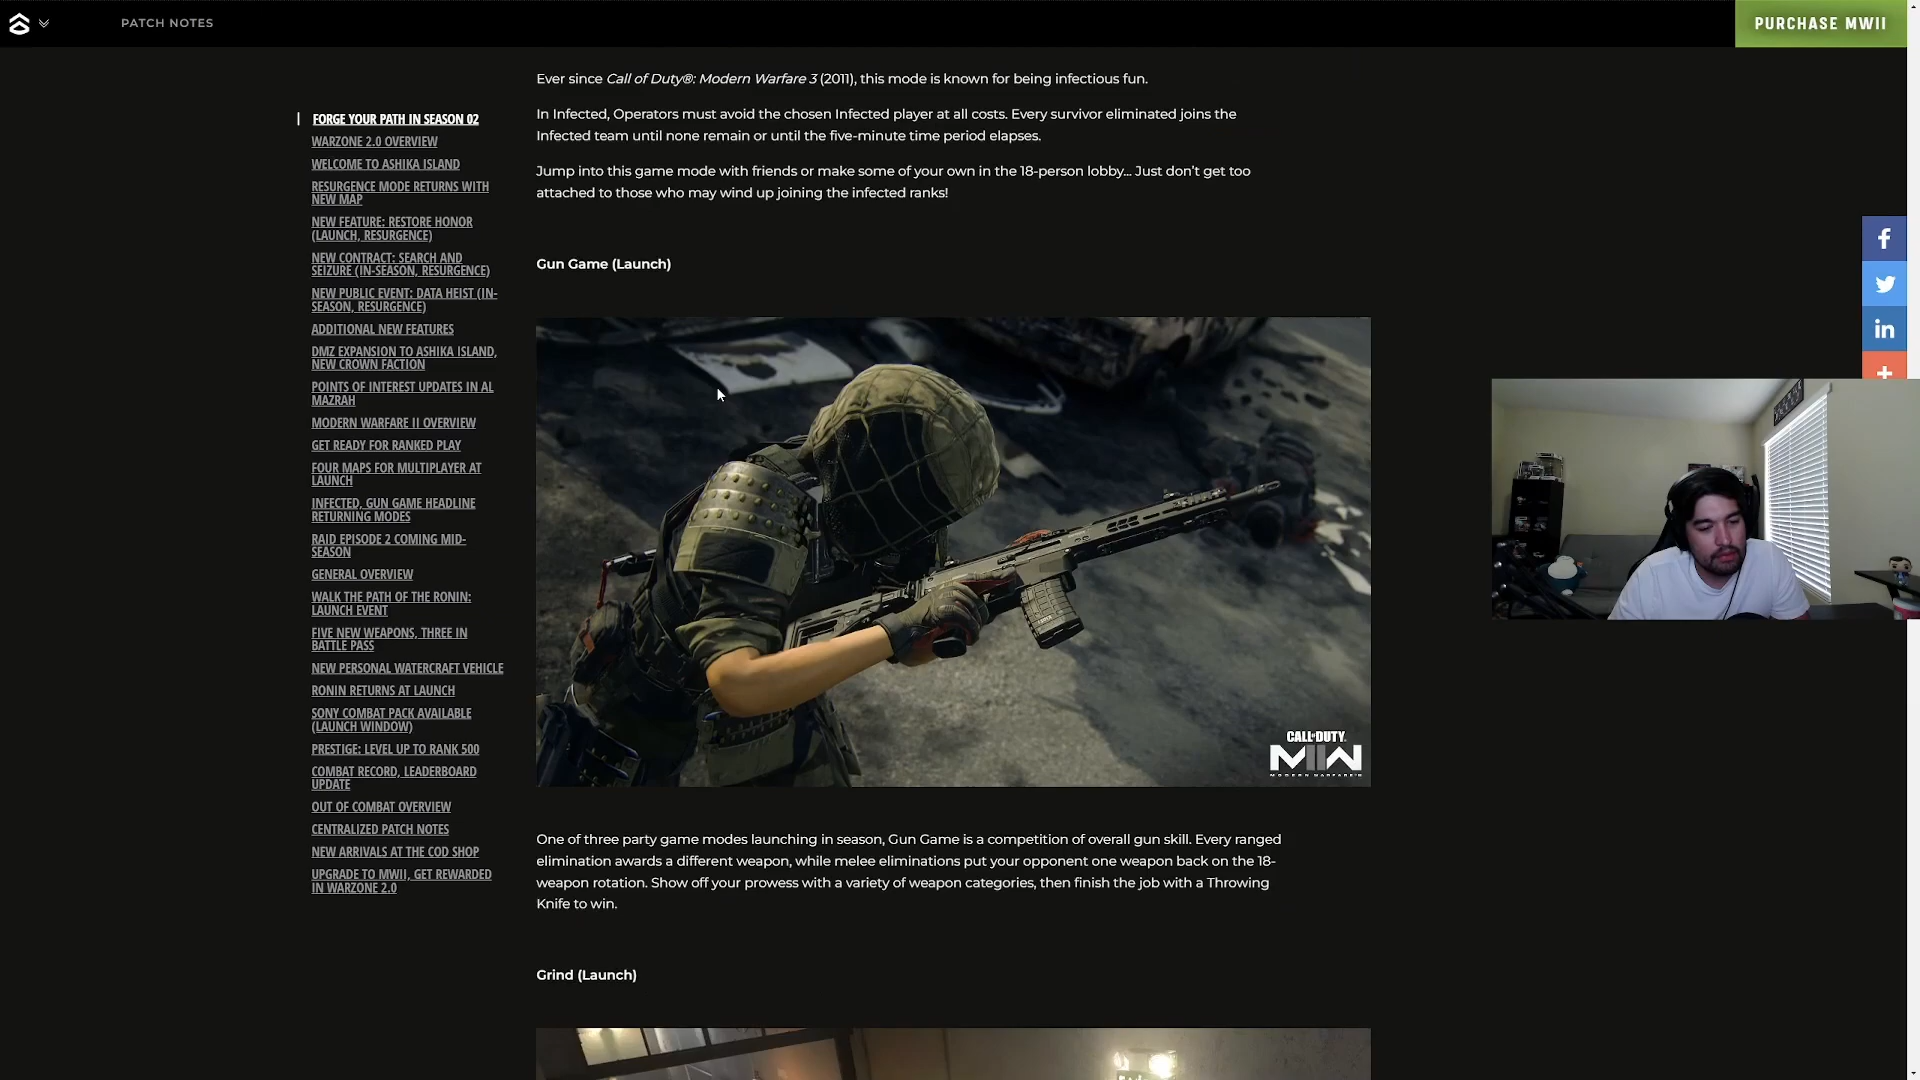 PATCH NOTES
PURCHASE MWII
FORGE YOUR PATH IN SEASON 02
WARZONE 2.0 OVERVIEW
WELCOME TO ASHIKA ISLAND
RESURGENCE MODE RETURNS WITH
NEW MAP
NEW FEATURE: RESTORE HONOR
(LAUNCH, RESURGENCE)
NEW CONTRACT: SEARCH AND
SEIZURE (IN-SEASON, RESURGENCE)
NEW PUBLIC EVENT: DATA HEIST (IN-
SEASON, RESURGENCE)
ADDITIONAL NEW FEATURES
DMZ EXPANSION TO ASHIKA ISLAND,
NEW CROWN FACTION
POINTS OF INTEREST UPDATES IN AL
MAZRAH
MODERN WARFARE II OVERVIEW
GET READY FOR RANKED PLAY
FOUR MAPS FOR MULTIPLAYER AT
LAUNCH
INFECTED, GUN GAME HEADLINE
RETURNING MODES
RAID EPISODE 2 COMING MID-
SEASON
GENERAL OVERVIEW
WALK THE PATH OF THE RONIN:
LAUNCH EVENT
FIVE NEW WEAPONS, THREE IN
BATTLE PASS
NEW PERSONAL WATERCRAFT VEHICLE
RONIN RETURNS AT LAUNCH
SONY COMBAT PACK AVAILABLE
(LAUNCH WINDOW)
PRESTIGE: LEVEL UP TO RANK 500
COMBAT RECORD, LEADERBOARD
UPDATE
OUT OF COMBAT OVERVIEW
CENTRALIZED PATCH NOTES
NEW ARRIVALS AT THE COD SHOP
UPGRADE TO MWII, GET REWARDED
IN WARZONE 2.0
Ever since Call of Duty®: Modern Warfare 3 (2011), this mode is known for being infectious fun.
In Infected, Operators must avoid the chosen Infected player at all costs. Every survivor eliminated joins the
Infected team until none remain or until the five-minute time period elapses.
Jump into this game mode with friends or make some of your own in the 18-person lobby... Just don't get too
attached to those who may wind up joining the infected ranks!
Gun Game (Launch)
CALL OF DUTY
MWII
MODERN WARFARE II
One of three party game modes launching in season, Gun Game is a competition of overall gun skill. Every ranged
elimination awards a different weapon, while melee eliminations put your opponent one weapon back on the 18-
weapon rotation. Show off your prowess with a variety of weapon categories, then finish the job with a Throwing
Knife to win.
Grind (Launch)